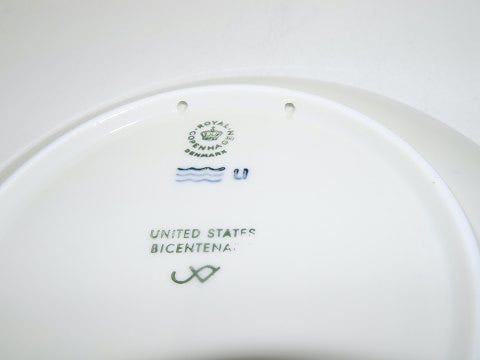 ROYAL
COPENHAGEN
DENMARK
U
UNITED STATES
BICENTENA